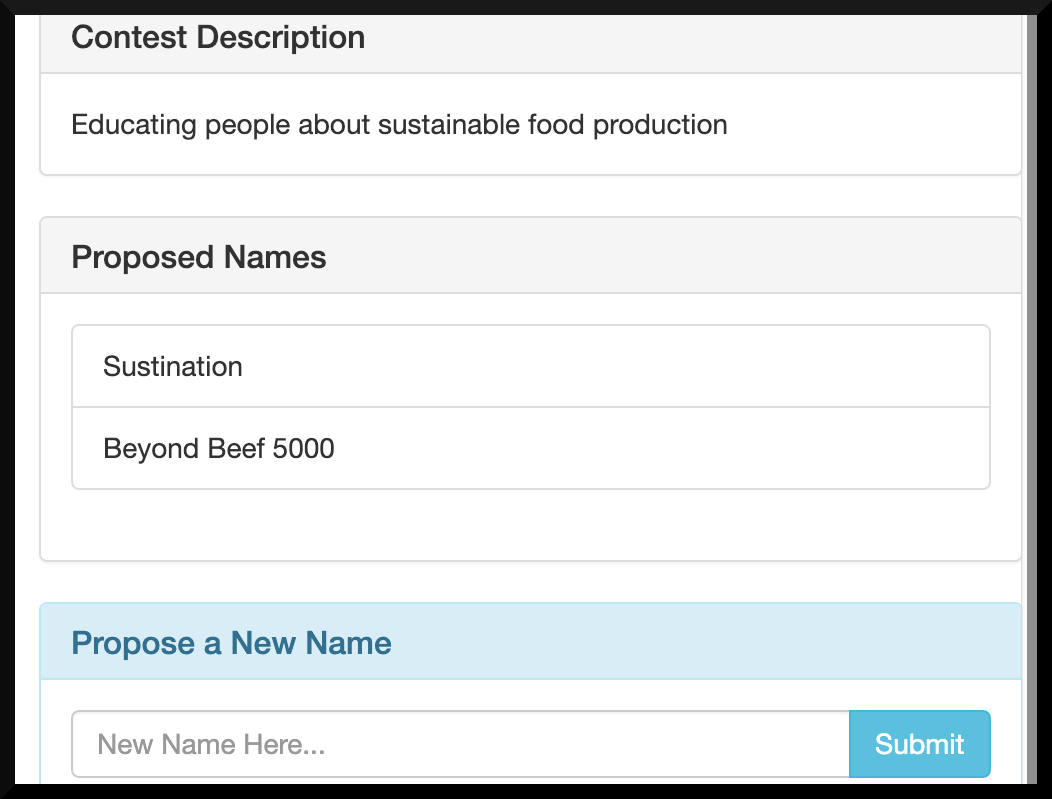 Contest Description
Educating people about sustainable food production
Proposed Names
Sustination
Beyond Beef 5000
Propose a New Name
New Name Here...
Submit